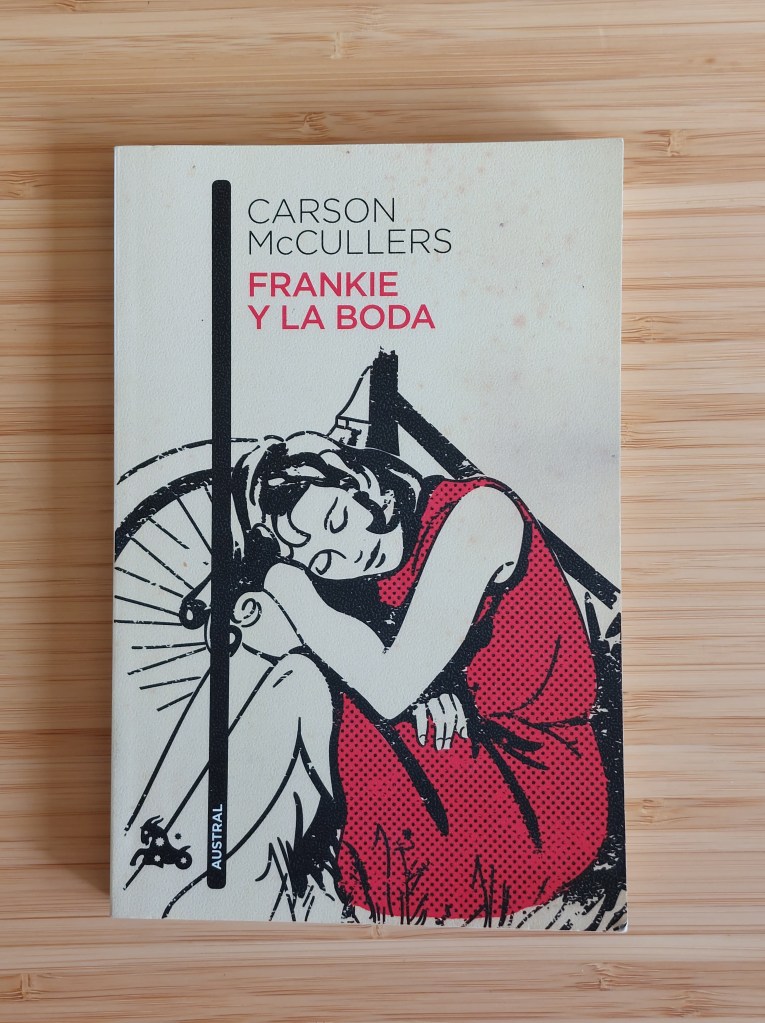 CARSON
McCULLERS
FRANKIE
Y LA BODA
AUSTRAL